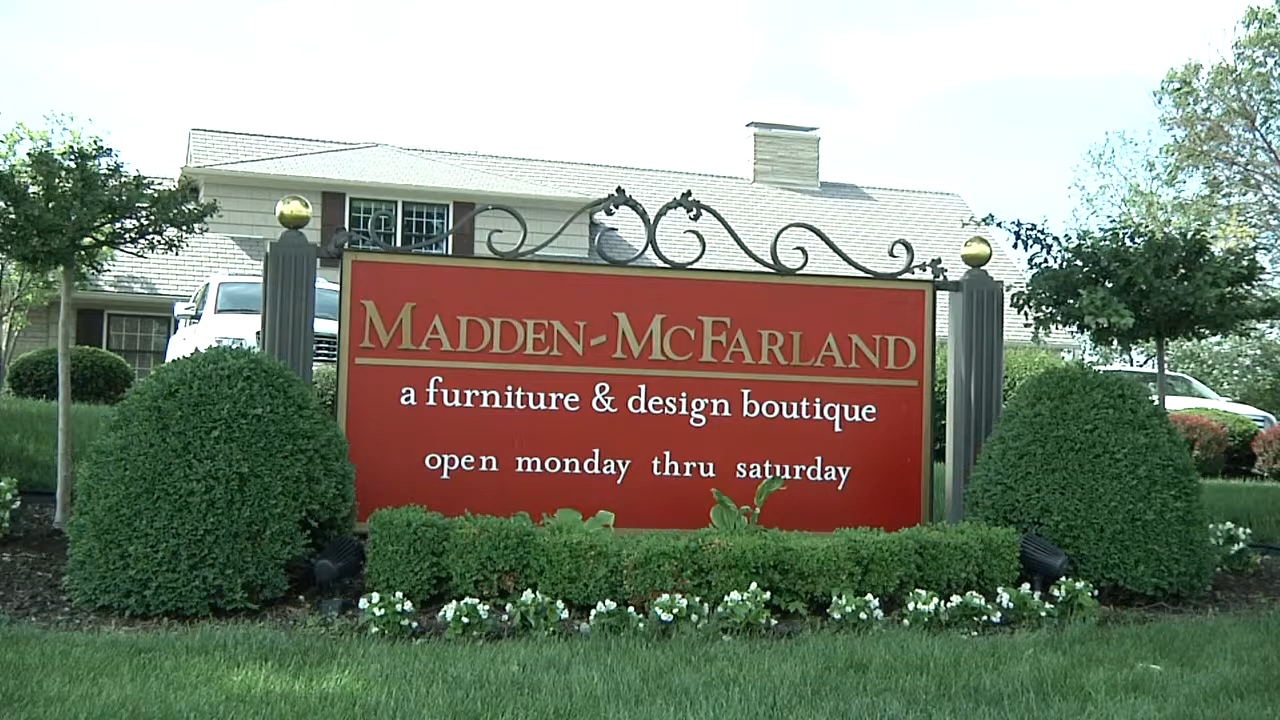 MADDEN-MCFARLAND
a furniture & design boutique
open monday thru saturday